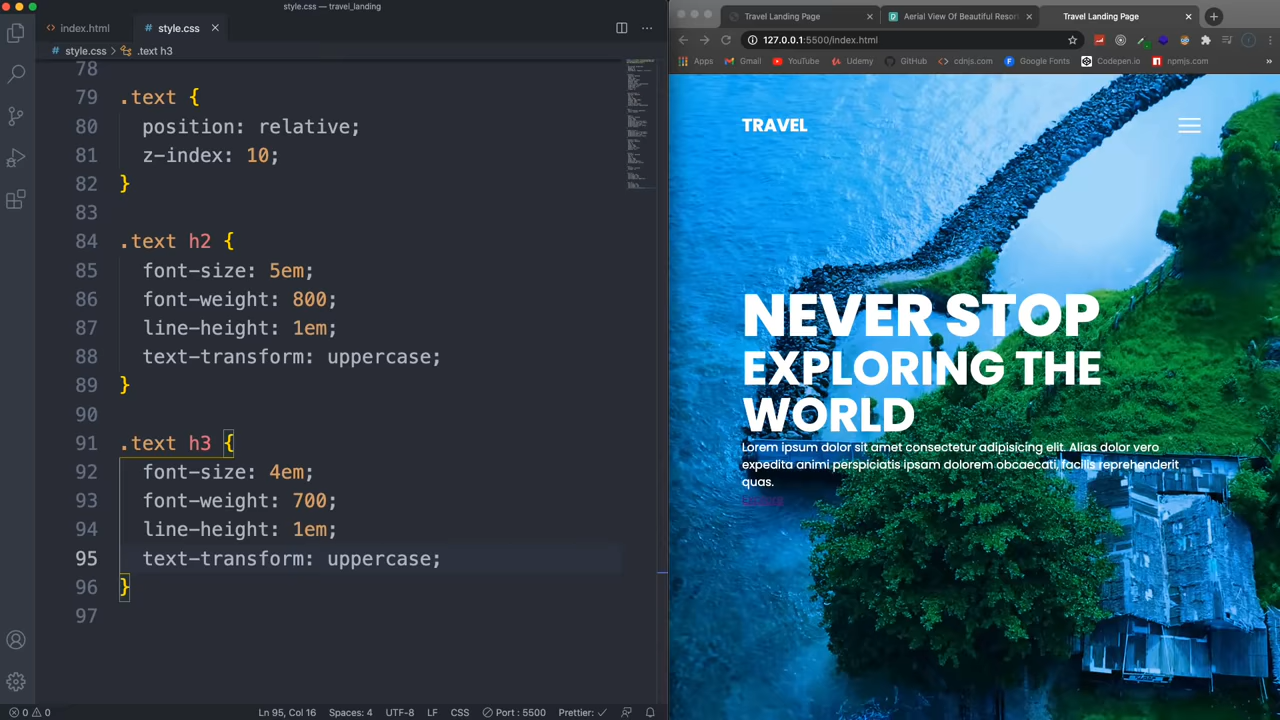 style.css — travel_landing
index.html
style.css
style.css > .text h3
78
79 .text {
80 position: relative;
81 z-index: 10;
82 }
83
84 .text h2 {
85 font-size: 5em;
86 font-weight: 800;
87 line-height: 1em;
88 text-transform: uppercase;
89 }
90
91 .text h3 {
92 font-size: 4em;
93 font-weight: 700;
94 line-height: 1em;
95 text-transform: uppercase;
96 }
97
0 0 Ln 95, Col 16 Spaces: 4 UTF-8 LF CSS Port : 5500 Prettier: ✓
Travel Landing Page Aerial View Of Beautiful Resor Travel Landing Page
127.0.0.1:5500/index.html
Apps Gmail YouTube Udemy GitHub cdnjs.com Google Fonts Codepen.io npmjs.com »
TRAVEL
NEVER STOP
EXPLORING THE
WORLD
Lorem ipsum dolor sit amet consectetur adipisicing elit. Alias dolor vero
expedita animi perspiciatis ipsam dolorem obcaecati, facilis reprehenderit
quas.
Explore